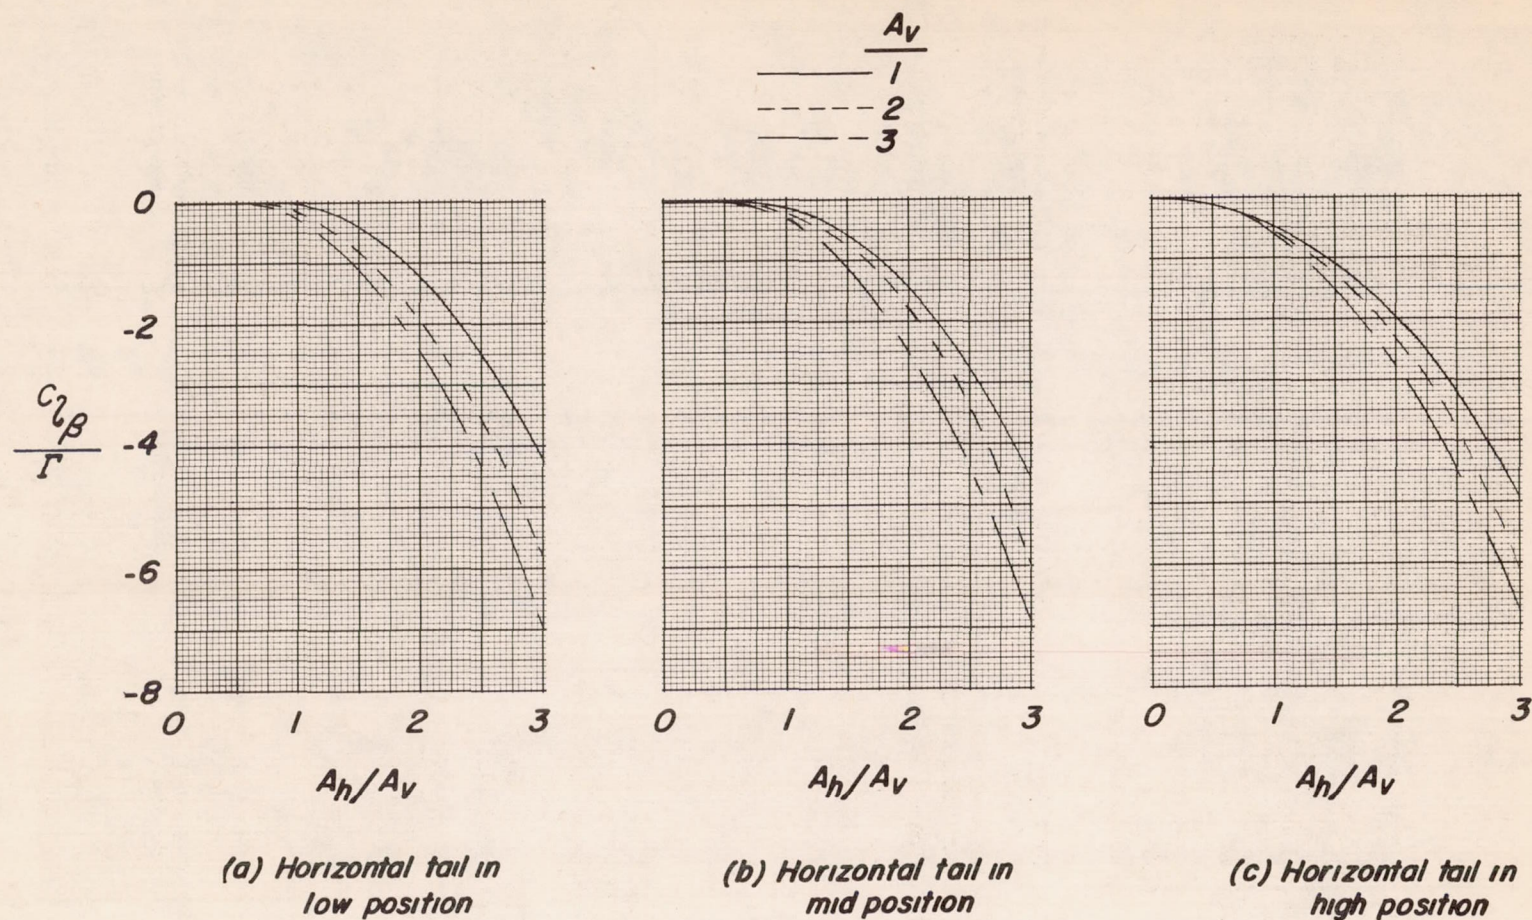 Av
1
2
3
0
-2
-4
-6
-8
Clβ
Γ
0 1 2 3
0 1 2 3
0 1 2 3
Ah/Av
Ah/Av
Ah/Av
(a) Horizontal tail in
low position
(b) Horizontal tail in
mid position
(c) Horizontal tail in
high position